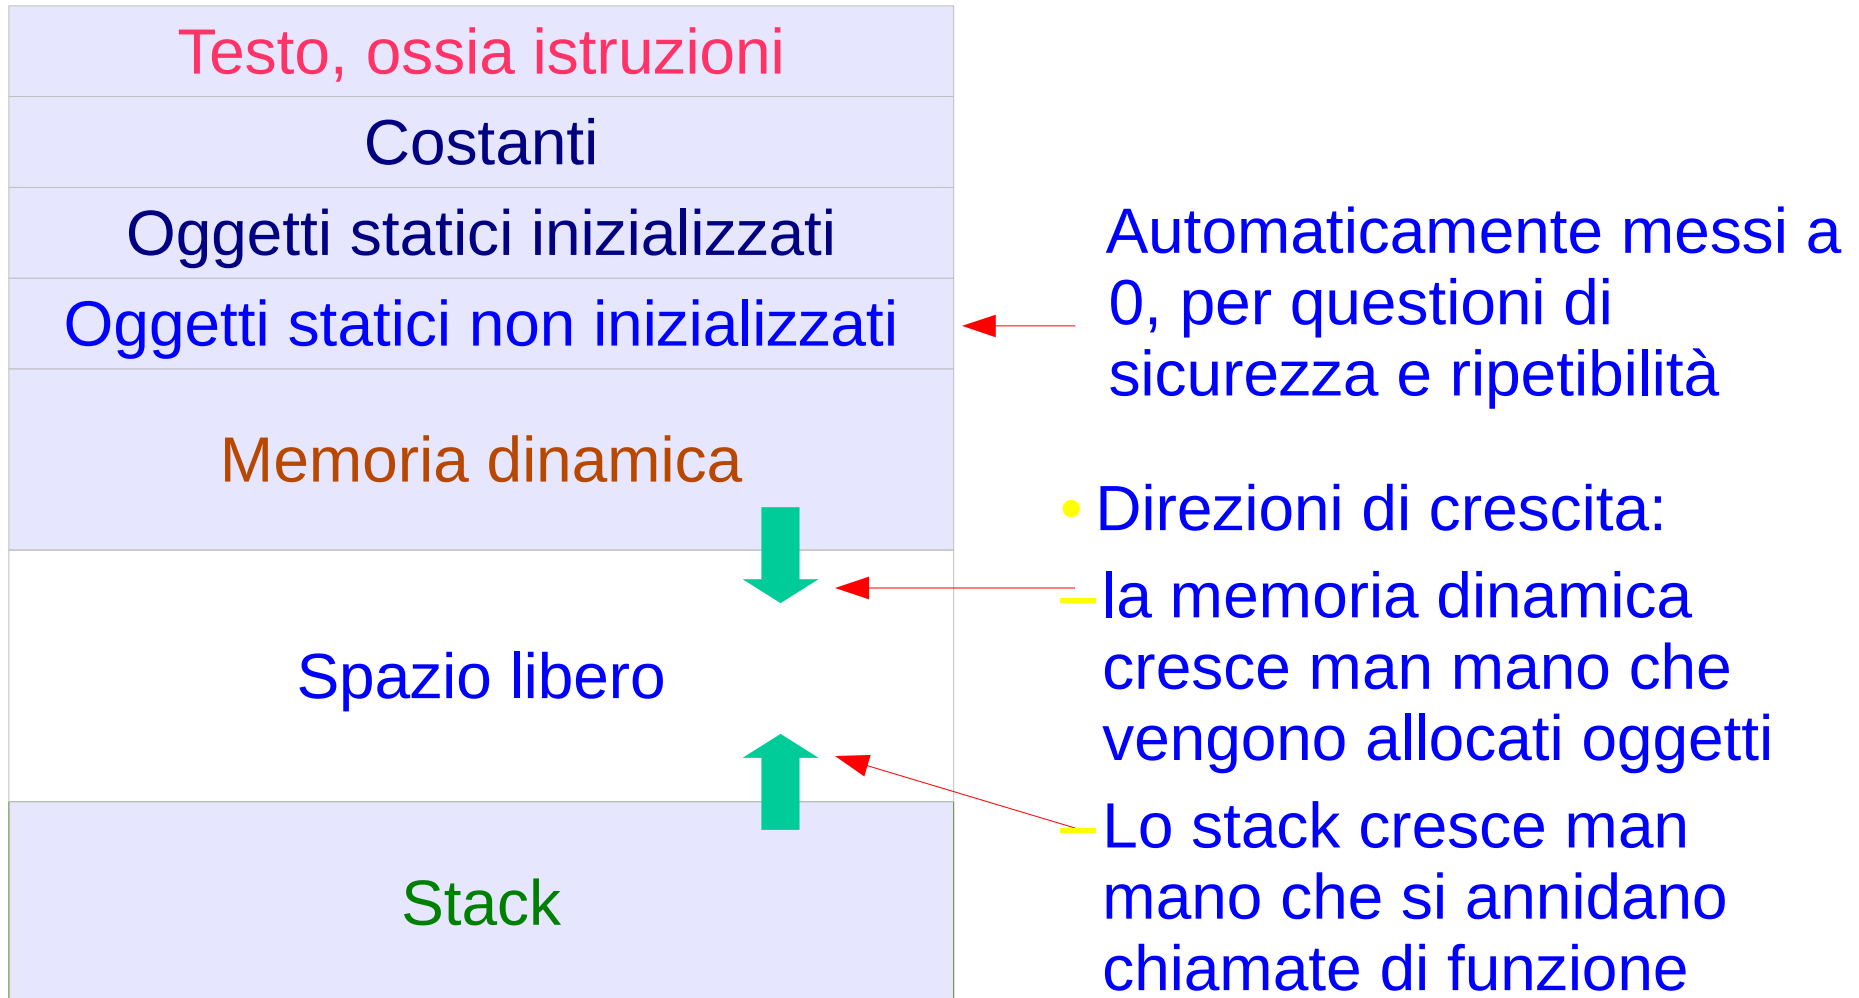 Testo, ossia istruzioni
Costanti
Oggetti statici inizializzati
Oggetti statici non inizializzati
Memoria dinamica
Spazio libero
Stack
Automaticamente messi a
0, per questioni di
sicurezza e ripetibilità
• Direzioni di crescita:
– la memoria dinamica
cresce man mano che
vengono allocati oggetti
– Lo stack cresce man
mano che si annidano
chiamate di funzione